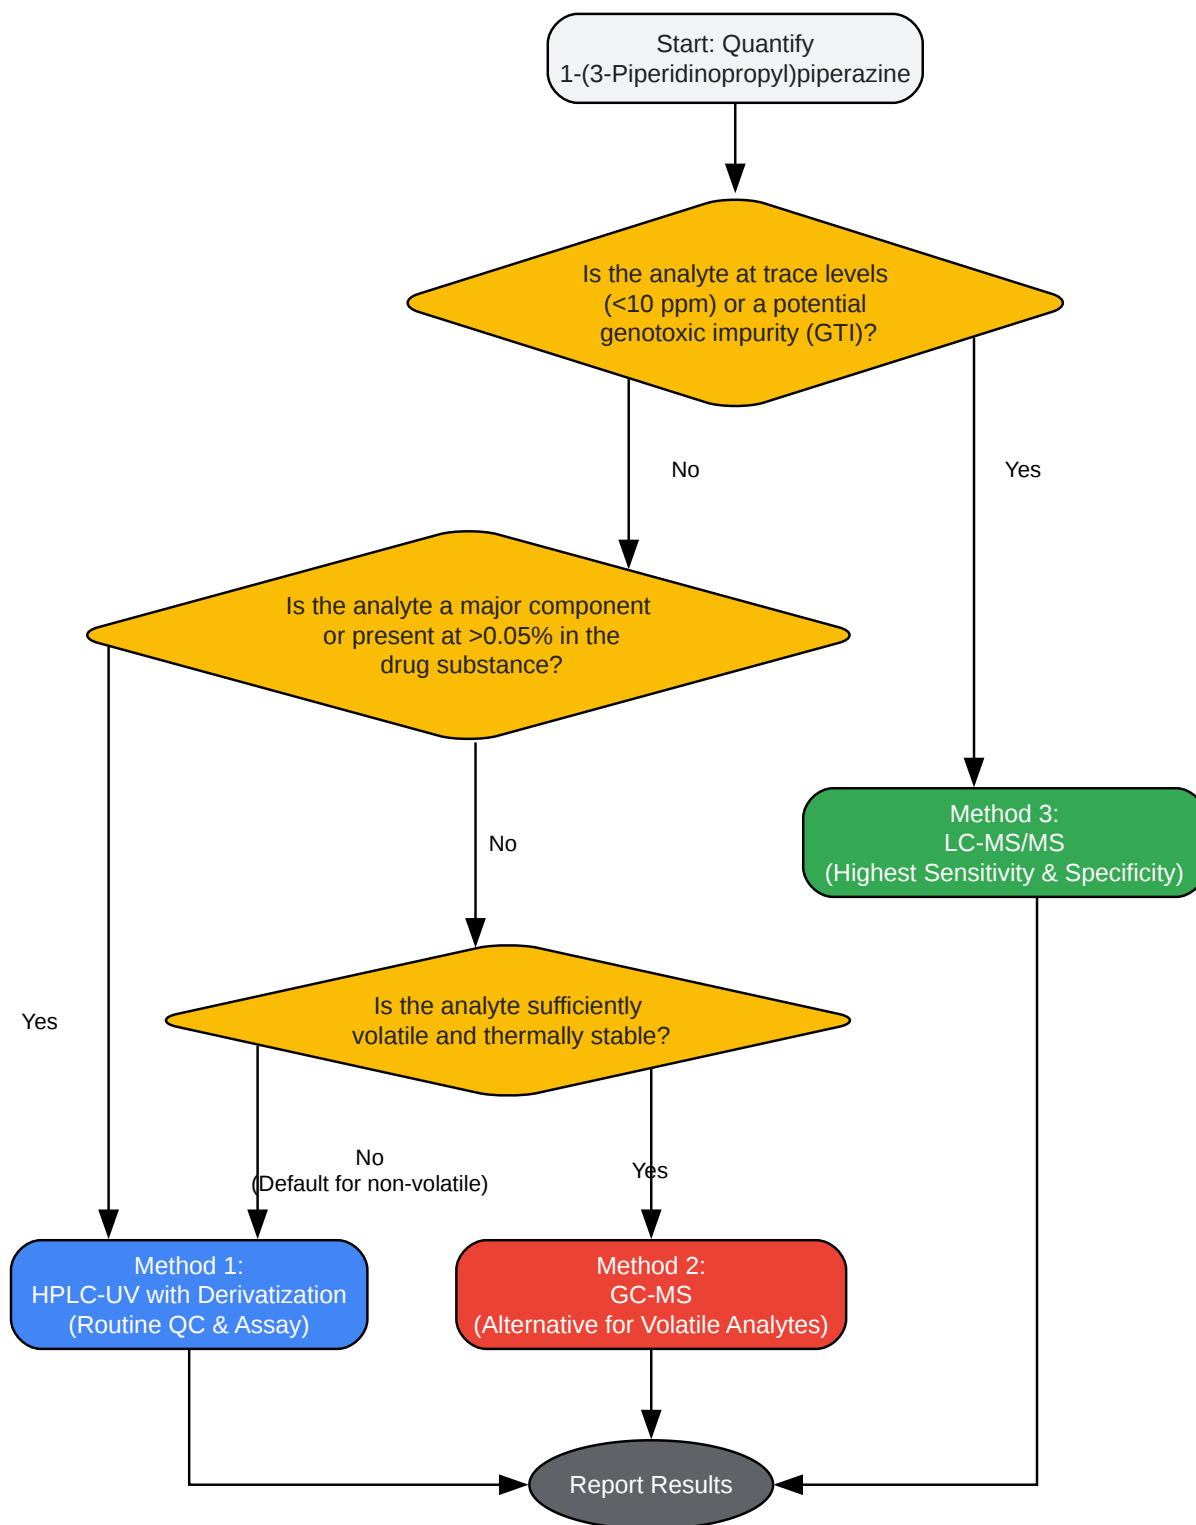 Start: Quantify
1-(3-Piperidinopropyl)piperazine
Is the analyte at trace levels
(<10 ppm) or a potential
genotoxic impurity (GTI)?
No
Yes
Is the analyte a major component
or present at >0.05% in the
drug substance?
Method 3:
LC-MS/MS
(Highest Sensitivity & Specificity)
No
Is the analyte sufficiently
volatile and thermally stable?
Yes
No
(Default for non-volatile)
Yes
Method 1:
HPLC-UV with Derivatization
(Routine QC & Assay)
Method 2:
GC-MS
(Alternative for Volatile Analytes)
Report Results